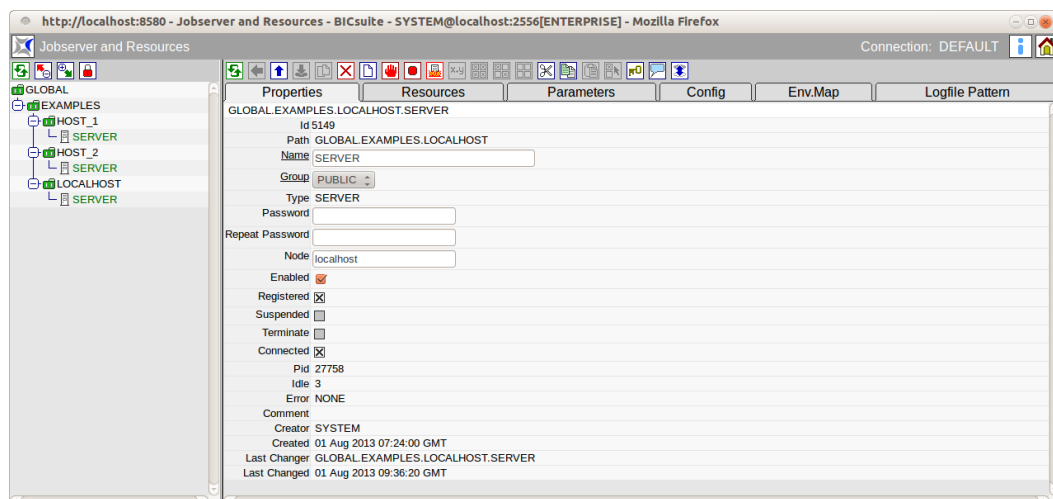 http://localhost:8580 - Jobserver and Resources - BICsuite - SYSTEM@localhost:2556[ENTERPRISE] - Mozilla Firefox
Jobserver and Resources
Connection: DEFAULT
GLOBAL
EXAMPLES
HOST_1
SERVER
HOST_2
SERVER
LOCALHOST
SERVER
x.y
Properties Resources Parameters Config Env.Map Logfile Pattern
GLOBAL.EXAMPLES.LOCALHOST.SERVER
Id 5149
Path GLOBAL.EXAMPLES.LOCALHOST
Name SERVER
Group PUBLIC
Type SERVER
Password
Repeat Password
Node localhost
Enabled
Registered
Suspended
Terminate
Connected
Pid 27758
Idle 3
Error NONE
Comment
Creator SYSTEM
Created 01 Aug 2013 07:24:00 GMT
Last Changer GLOBAL.EXAMPLES.LOCALHOST.SERVER
Last Changed 01 Aug 2013 09:36:20 GMT